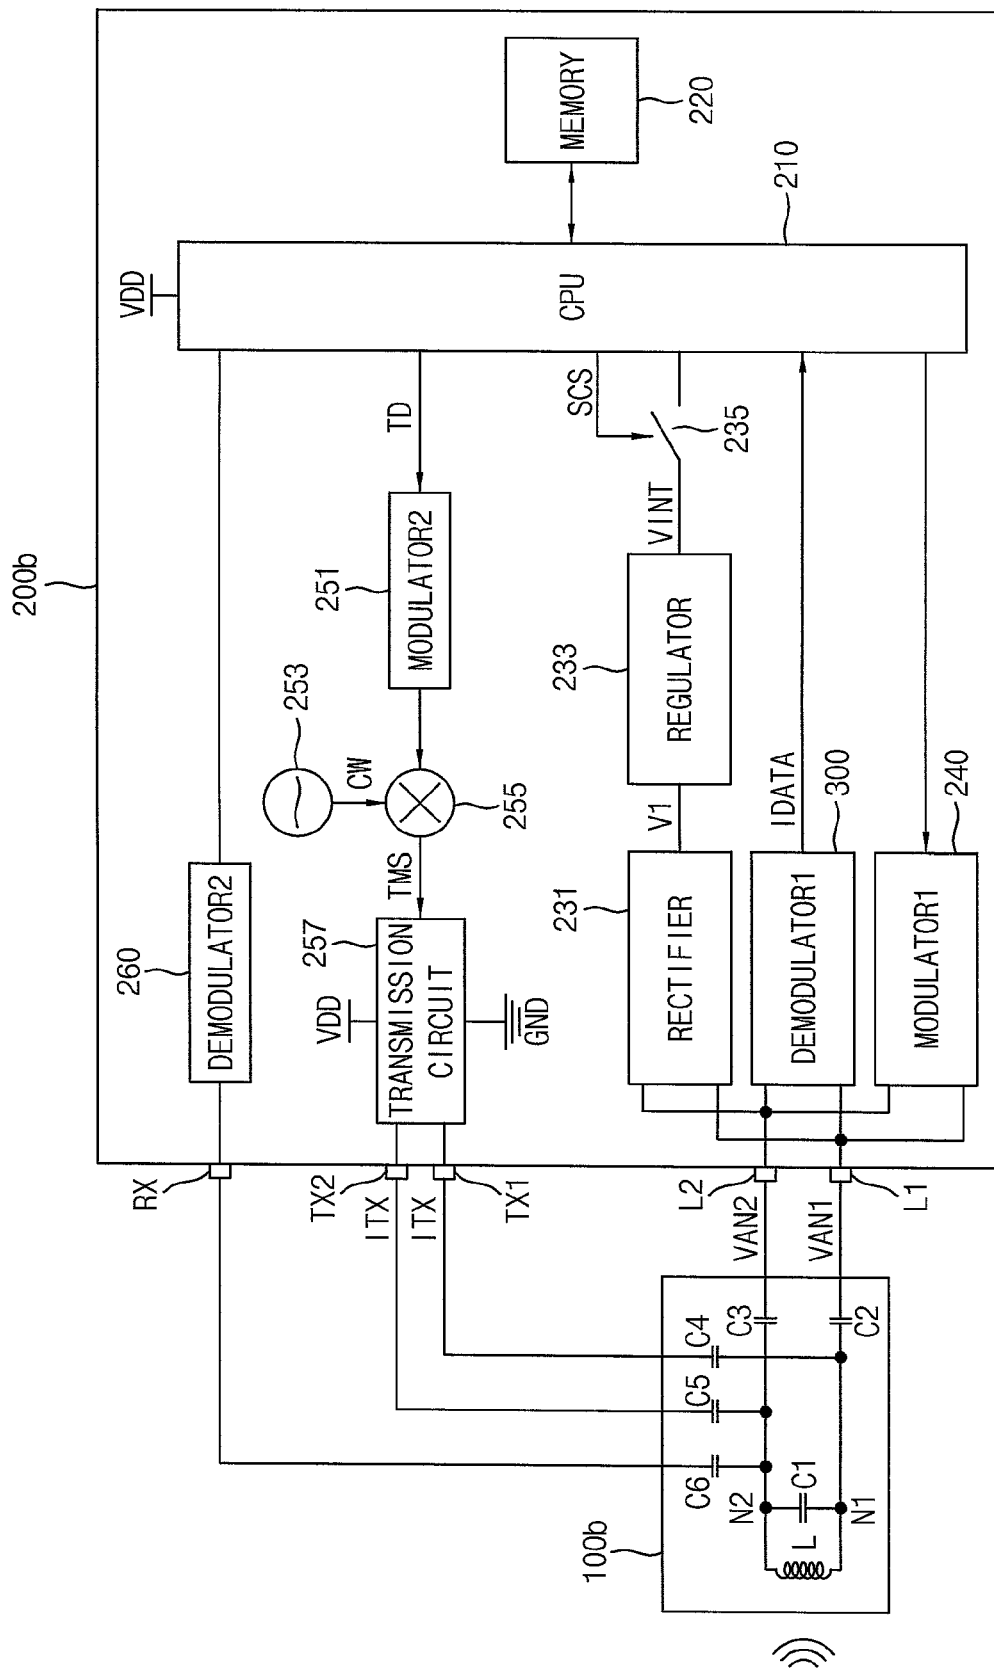 200b
VDD
CPU
210
MEMORY
220
RX
260
DEMODULATOR2
253
CW
255
251
MODULATOR2
TD
TMS
257
VDD
TRANSMISSION
CIRCUIT
GND
TX2
ITX
ITX
TX1
SCS
235
VINT
233
REGULATOR
V1
231
RECTIFIER
IDATA
300
DEMODULATOR1
240
MODULATOR1
L2
VAN2
VAN1
L1
100b
C6
C5
C4
C3
C2
N2
C1
L
N1